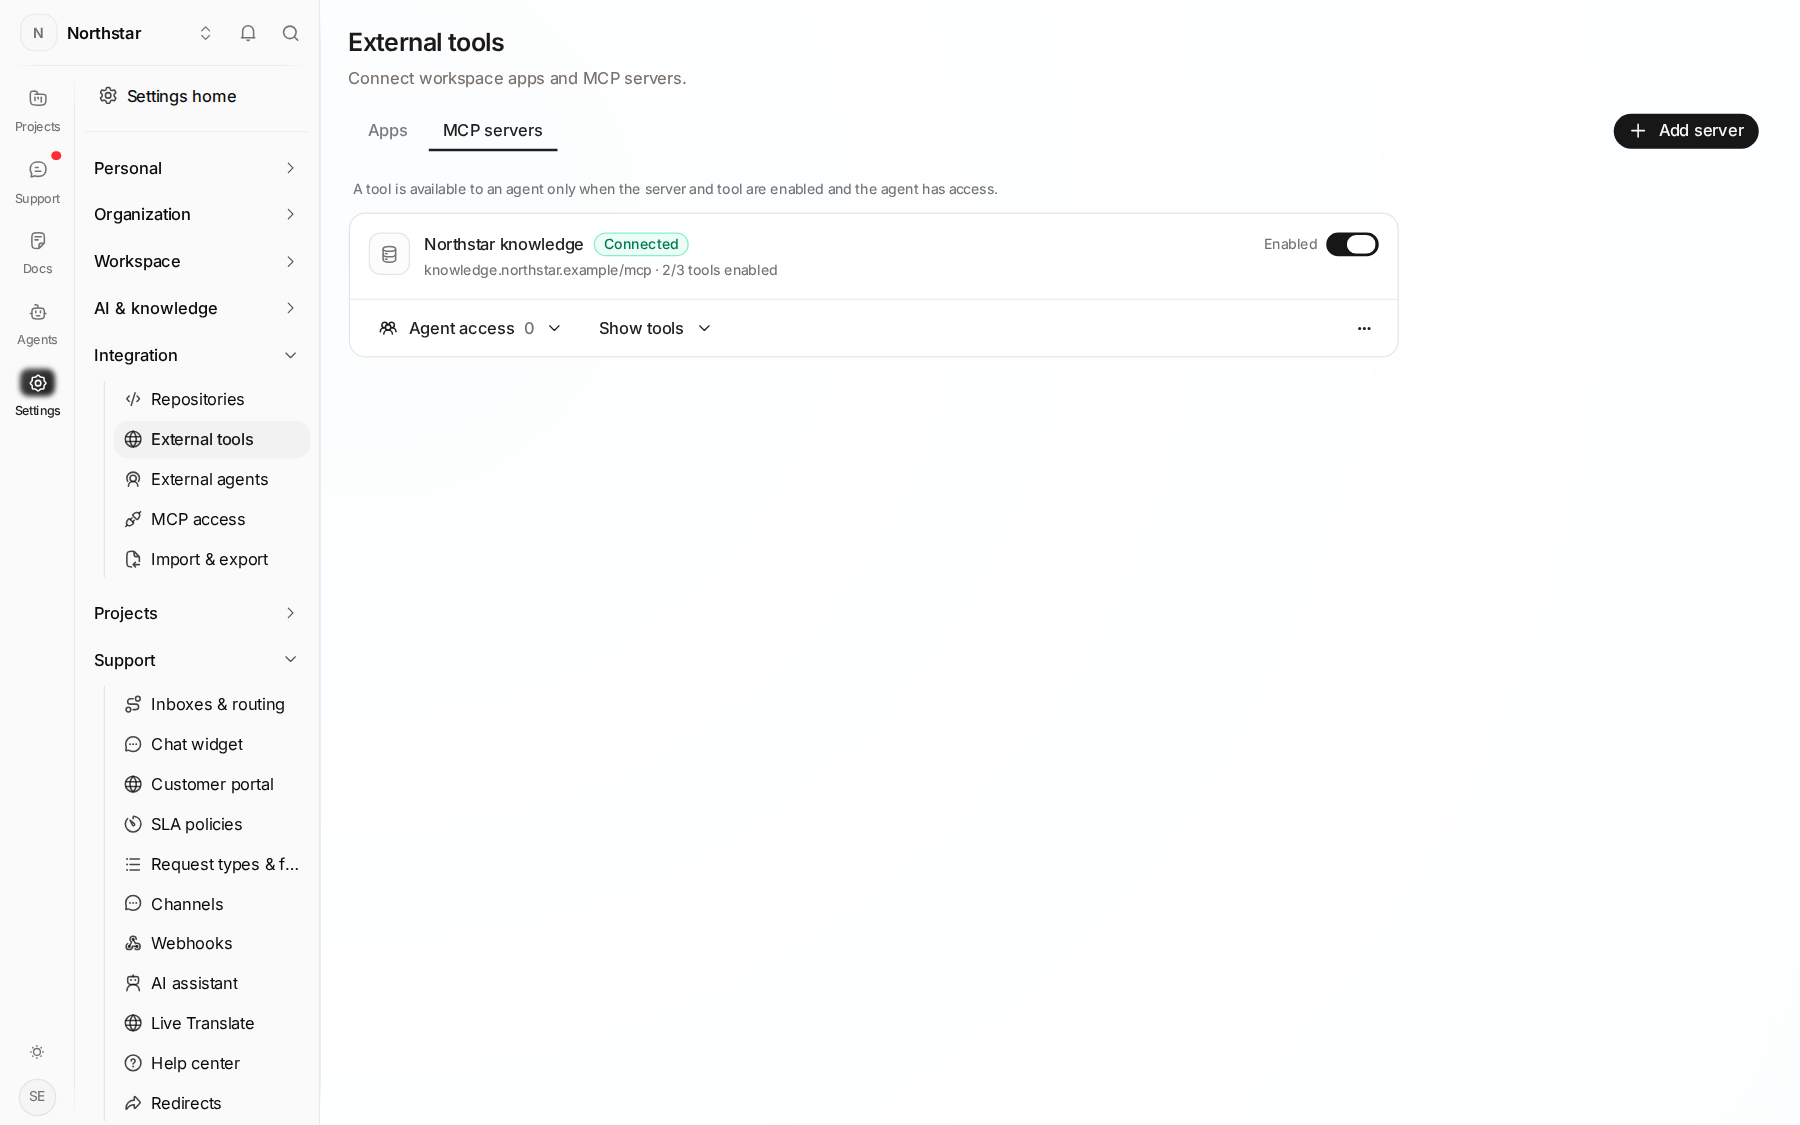 N
Northstar
Projects
Support
Docs
Agents
Settings
SE
Settings home
Personal
Organization
Workspace
AI & knowledge
Integration
Repositories
External tools
External agents
MCP access
Import & export
Projects
Support
Inboxes & routing
Chat widget
Customer portal
SLA policies
Request types & f...
Channels
Webhooks
AI assistant
Live Translate
Help center
Redirects
External tools
Connect workspace apps and MCP servers.
Apps
MCP servers
Add server
A tool is available to an agent only when the server and tool are enabled and the agent has access.
Northstar knowledge
Connected
Enabled
knowledge.northstar.example/mcp · 2/3 tools enabled
Agent access 0
Show tools